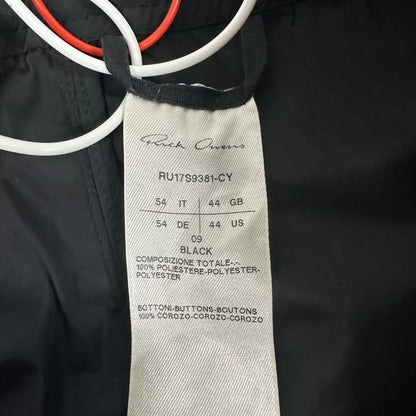 Rick Owens
RU17S9381-CY
54 IT 44 GB
54 DE 44 US
09
BLACK
COMPOSIZIONE TOTALE-.-.
100% POLIESTERE-POLYESTER-
POLYESTER
BOTTONI-BUTTONS-BOUTONS
100% COROZO-COROZO-COROZO